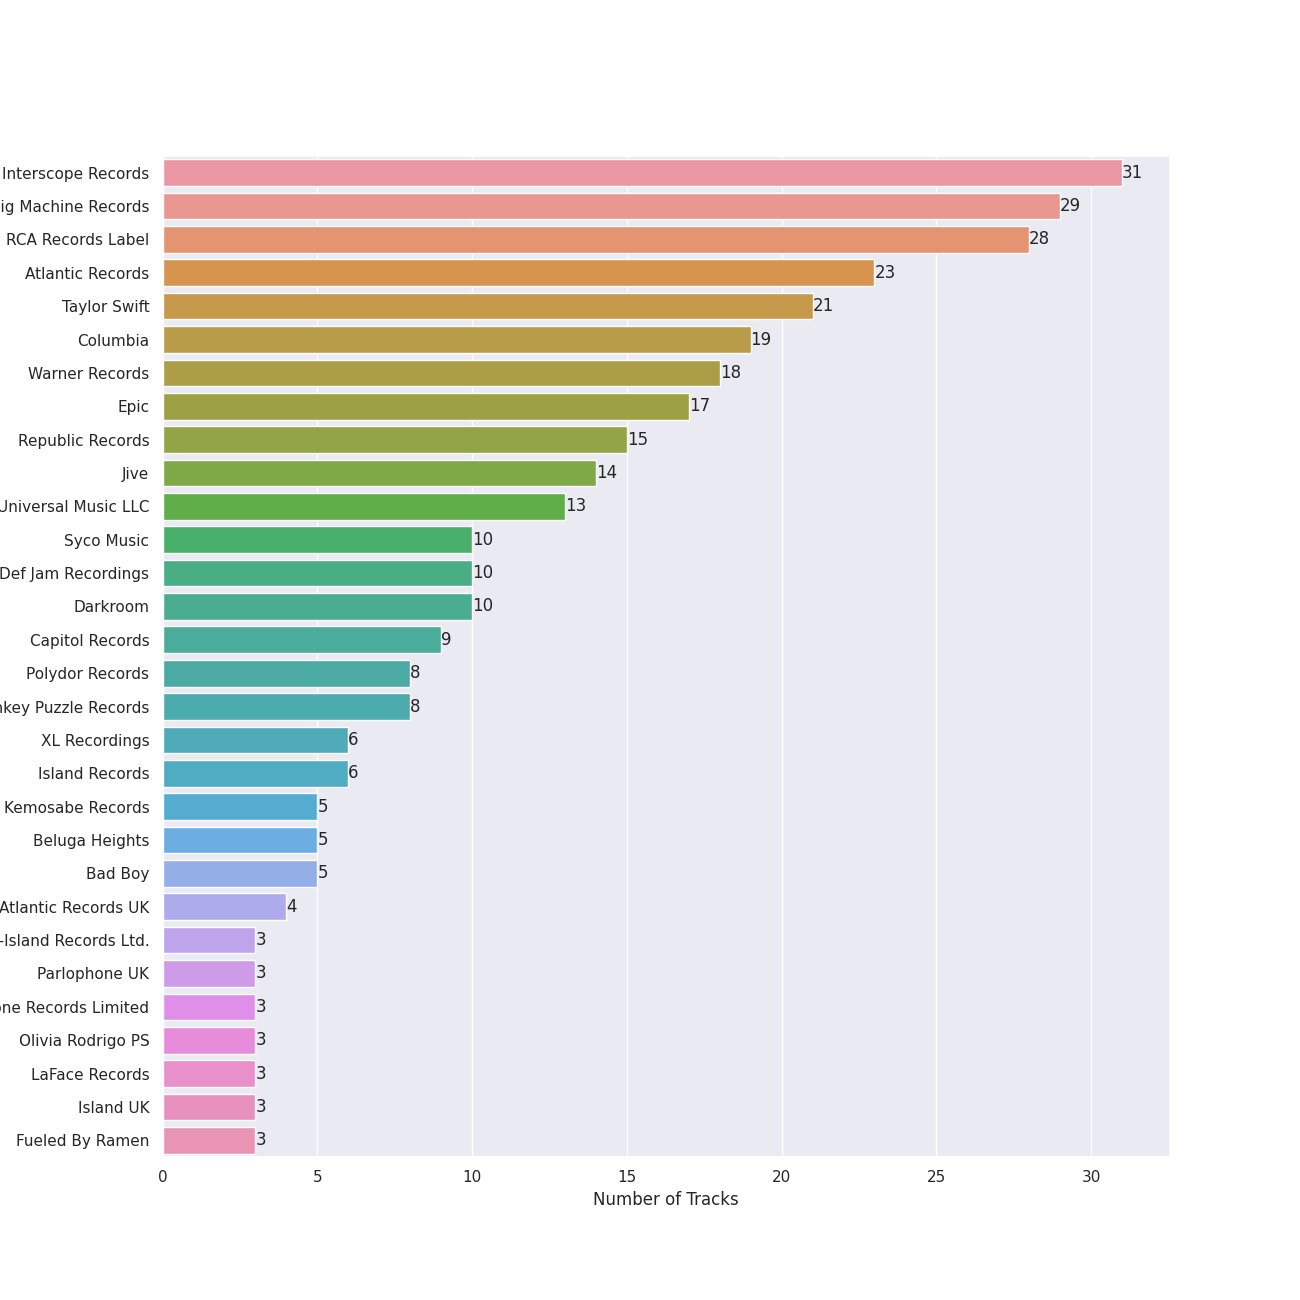 Interscope Records 31
ig Machine Records 29
RCA Records Label 28
Atlantic Records 23
Taylor Swift 21
Columbia 19
Warner Records 18
Epic 17
Republic Records 15
Jive 14
Universal Music LLC 13
Syco Music 10
Def Jam Recordings 10
Darkroom 10
Capitol Records 9
Polydor Records 8
key Puzzle Records 8
XL Recordings 6
Island Records 6
Kemosabe Records 5
Beluga Heights 5
Bad Boy 5
Atlantic Records UK 4
-Island Records Ltd. 3
Parlophone UK 3
ne Records Limited 3
Olivia Rodrigo PS 3
LaFace Records 3
Island UK 3
Fueled By Ramen 3
0 5 10 15 20 25 30
Number of Tracks